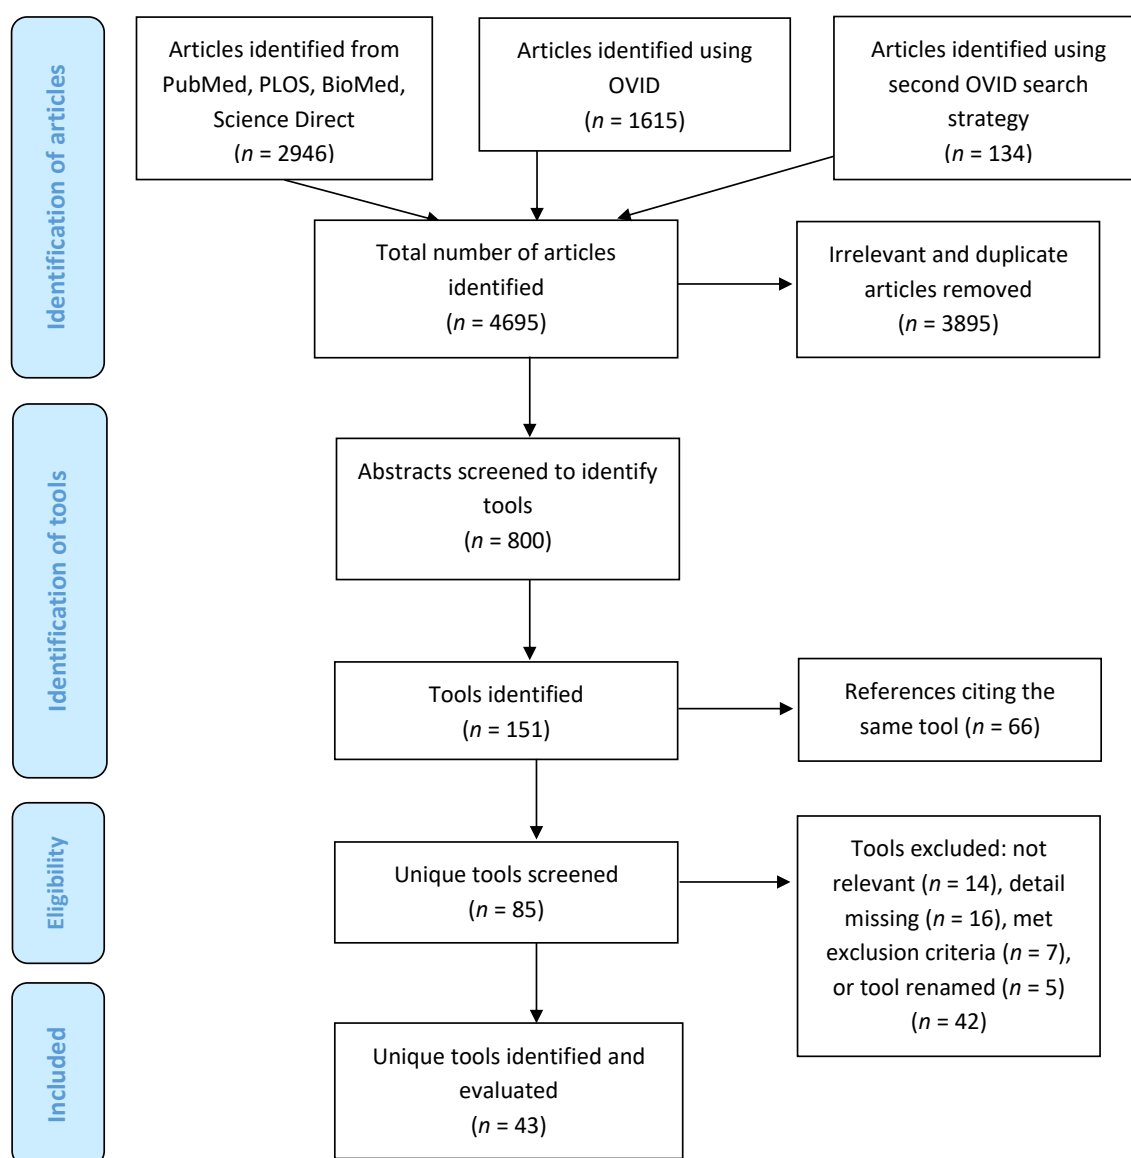 Identification of articles
Articles identified from
PubMed, PLOS, BioMed,
Science Direct
(n = 2946)
Articles identified using
OVID
(n = 1615)
Articles identified using
second OVID search
strategy
(n = 134)
Total number of articles
identified
(n = 4695)
Irrelevant and duplicate
articles removed
n = 3895)
Identification of tools
Abstracts screened to identify
tools
(n = 800)
Tools identified
(n = 151)
References citing the
same tool (n = 66)
Eligibility
Unique tools screened
(n = 85)
Tools excluded: not
relevant (n = 14), detail
missing (n = 16), met
exclusion criteria (n = 7),
or tool renamed (n = 5)
(n = 42)
Included
Unique tools identified and
evaluated
(n = 43)